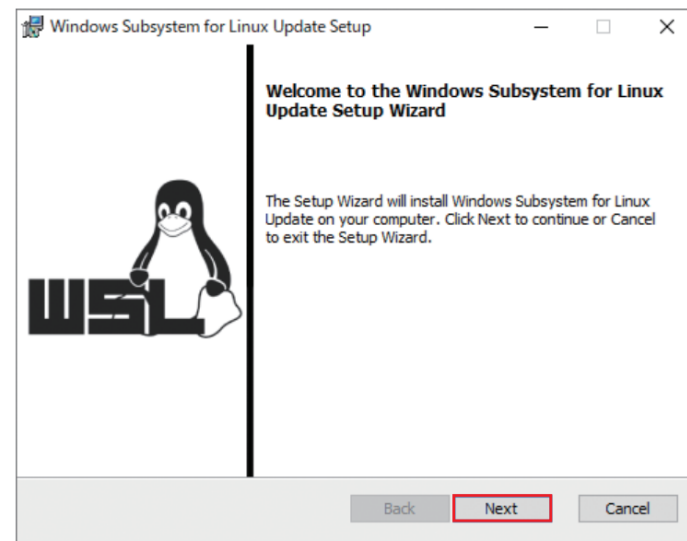 Windows Subsystem for Linux Update Setup
Welcome to the Windows Subsystem for Linux
Update Setup Wizard
The Setup Wizard will install Windows Subsystem for Linux
Update on your computer. Click Next to continue or Cancel
to exit the Setup Wizard.
WSL
Back
Next
Cancel